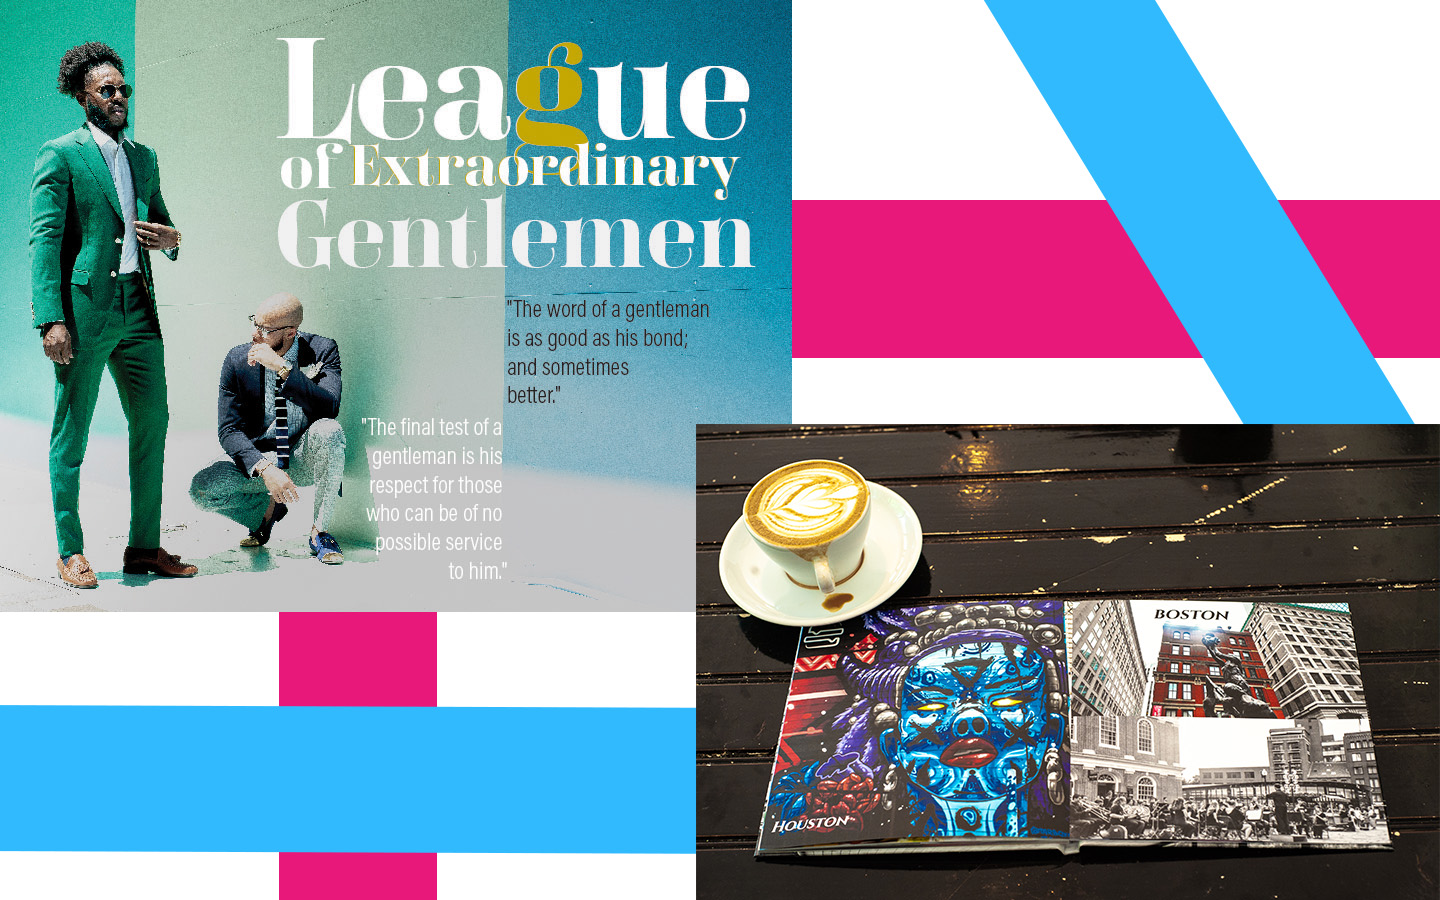 League
of Extraordinary
Gentlemen
"The word of a gentleman
is as good as his bond;
and sometimes
better."
"The final test of a
gentleman is his
respect for those
who can be of no
possible service
to him."
BOSTON
HOUSTON